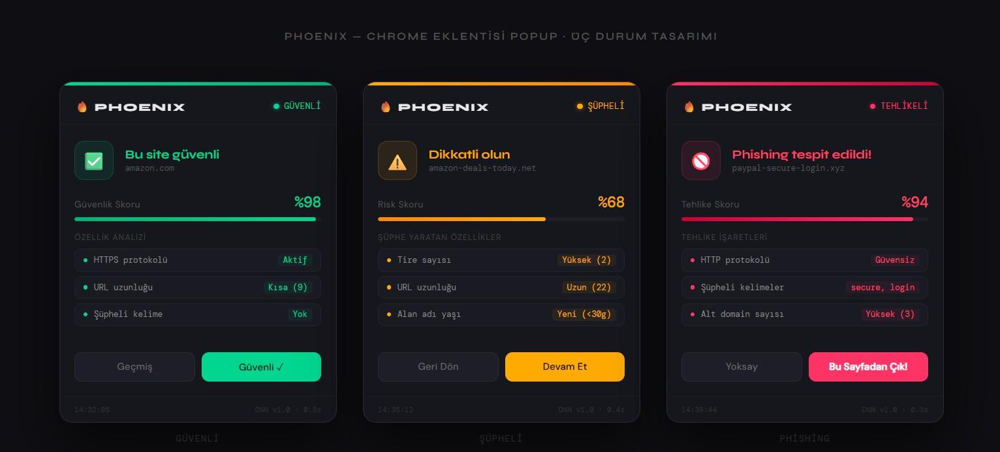 PHOENIX — CHROME EKLENTİSİ POPUP · ÜÇ DURUM TASARIMI
PHOENIX
GÜVENLİ
Bu site güvenli
amazon.com
Güvenlik Skoru
%98
ÖZELLİK ANALİZİ
HTTPS protokolü
Aktif
URL uzunluğu
Kısa (9)
Şüpheli kelime
Yok
Geçmiş
Güvenli ✓
14:32:05
DNN v1.0 · 0.3s
GÜVENLİ
PHOENIX
ŞÜPHELİ
Dikkatli olun
amazon-deals-today.net
Risk Skoru
%68
ŞÜPHE YARATAN ÖZELLİKLER
Tire sayısı
Yüksek (2)
URL uzunluğu
Uzun (22)
Alan adı yaşı
Yeni (<30g)
Geri Dön
Devam Et
14:35:12
DNN v1.0 · 0.4s
ŞÜPHELİ
PHOENIX
TEHLİKELİ
Phishing tespit edildi!
paypal-secure-login.xyz
Tehlike Skoru
%94
TEHLİKE İŞARETLERİ
HTTP protokolü
Güvensiz
Şüpheli kelimeler
secure, login
Alt domain sayısı
Yüksek (3)
Yoksay
Bu Sayfadan Çık!
14:38:44
DNN v1.0 · 0.3s
PHİSHİNG